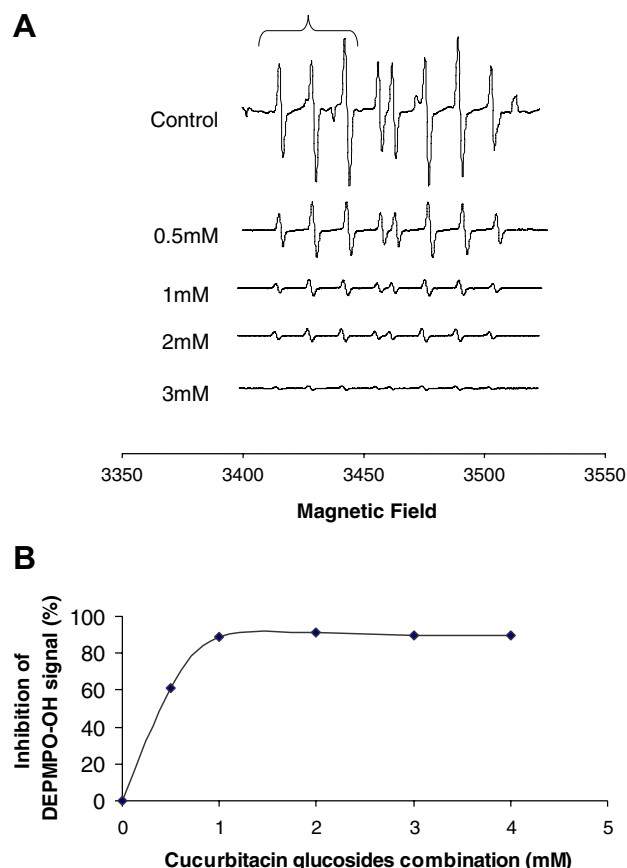 A
Control
0.5mM
1mM
2mM
3mM
3350 3400 3450 3500 3550
Magnetic Field
B
Inhibition of
DEPMPO-OH signal (%)
100
80
60
40
20
0
0 1 2 3 4 5
Cucurbitacin glucosides combination (mM)